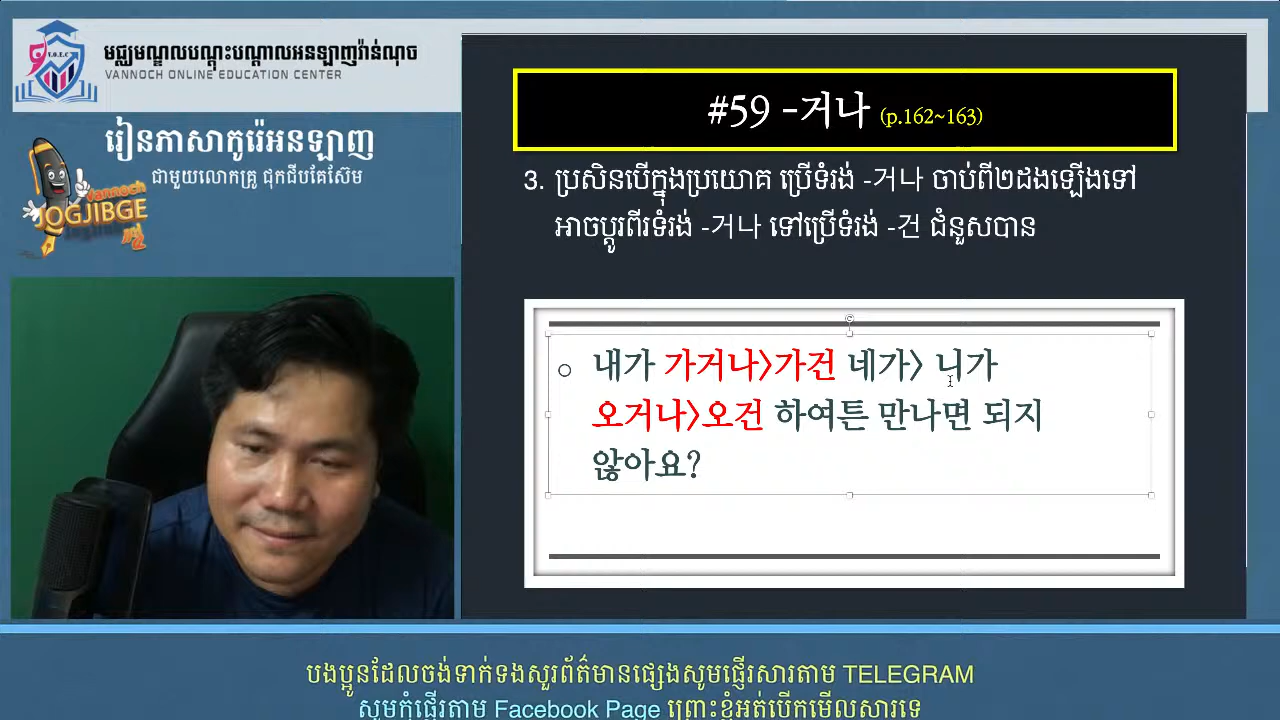 មជ្ឈមណ្ឌលបណ្តុះបណ្តាលអនឡាញវ៉ាន់ណុច
VANNOCH ONLINE EDUCATION CENTER
V.O.E.C
រៀនភាសាកូរ៉េអនឡាញ
ជាមួយលោកគ្រូ ជុកជីបគែស៊ើម
Vannoch
JOGJIBGE
#59 -거나 (p.162~163)
3. ប្រសិនបើក្នុងប្រយោគ ប្រើទំរង់ -거나 ចាប់ពី២ដងឡើងទៅ
អាចប្តូរពីរទំរង់ -거나 ទៅប្រើទំរង់ -건 ជំនួសបាន
내가 가거나>가건 네가> 니가
오거나>오건 하여튼 만나면 되지
않아요?
បងប្អូនដែលចង់ទាក់ទងសួរព័ត៌មានផ្សេងសូមផ្ញើរសារតាម TELEGRAM
សូមកុំផ្ញើរតាម Facebook Page ព្រោះខ្ញុំអត់បើកមើលសារទេ